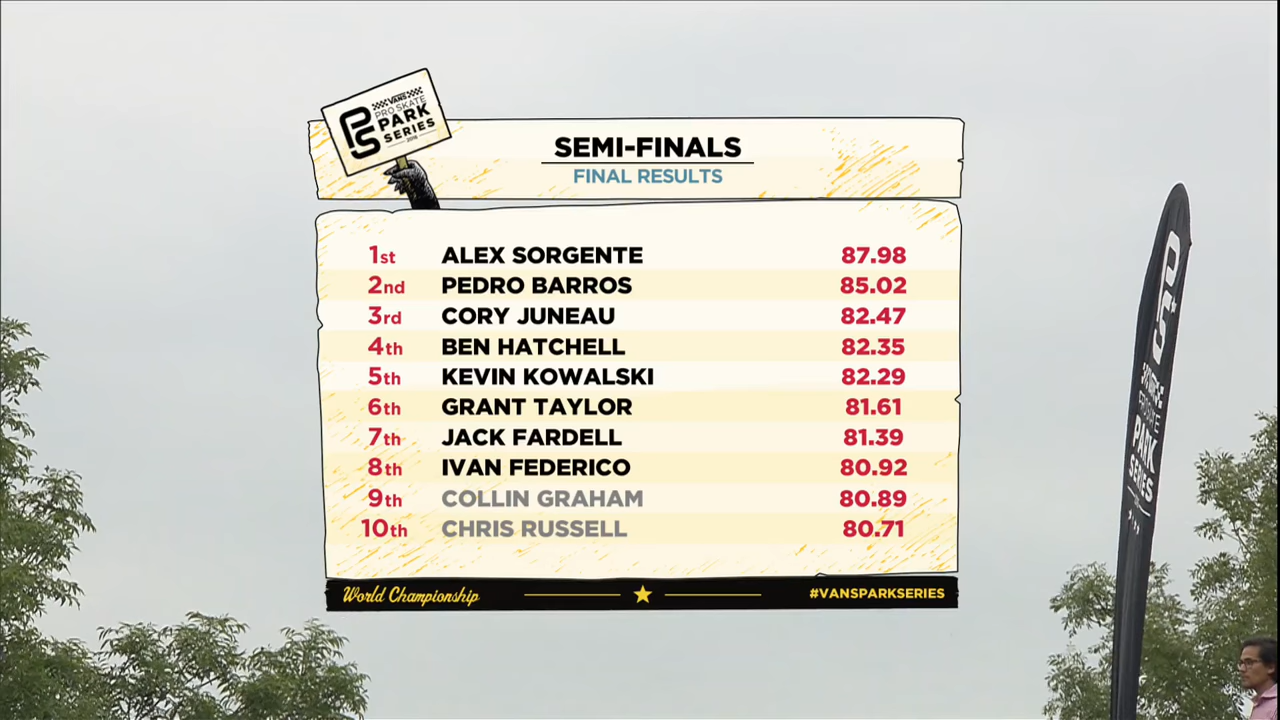 VANS
PRO SKATE
PARK
SERIES
2016
SEMI-FINALS
FINAL RESULTS
1st ALEX SORGENTE 87.98
2nd PEDRO BARROS 85.02
3rd CORY JUNEAU 82.47
4th BEN HATCHELL 82.35
5th KEVIN KOWALSKI 82.29
6th GRANT TAYLOR 81.61
7th JACK FARDELL 81.39
8th IVAN FEDERICO 80.92
9th COLLIN GRAHAM 80.89
10th CHRIS RUSSELL 80.71
World Championship #VANSPARKSERIES
PARK
SERIES